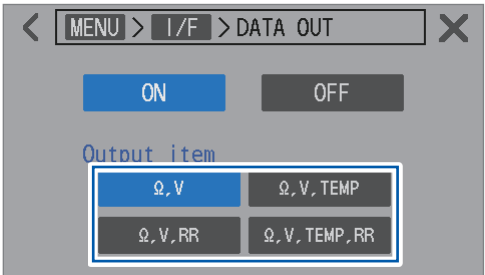 MENU > I/F > DATA OUT
ON OFF
Output item
Ω,V Ω,V,TEMP
Ω,V,RR Ω,V,TEMP,RR